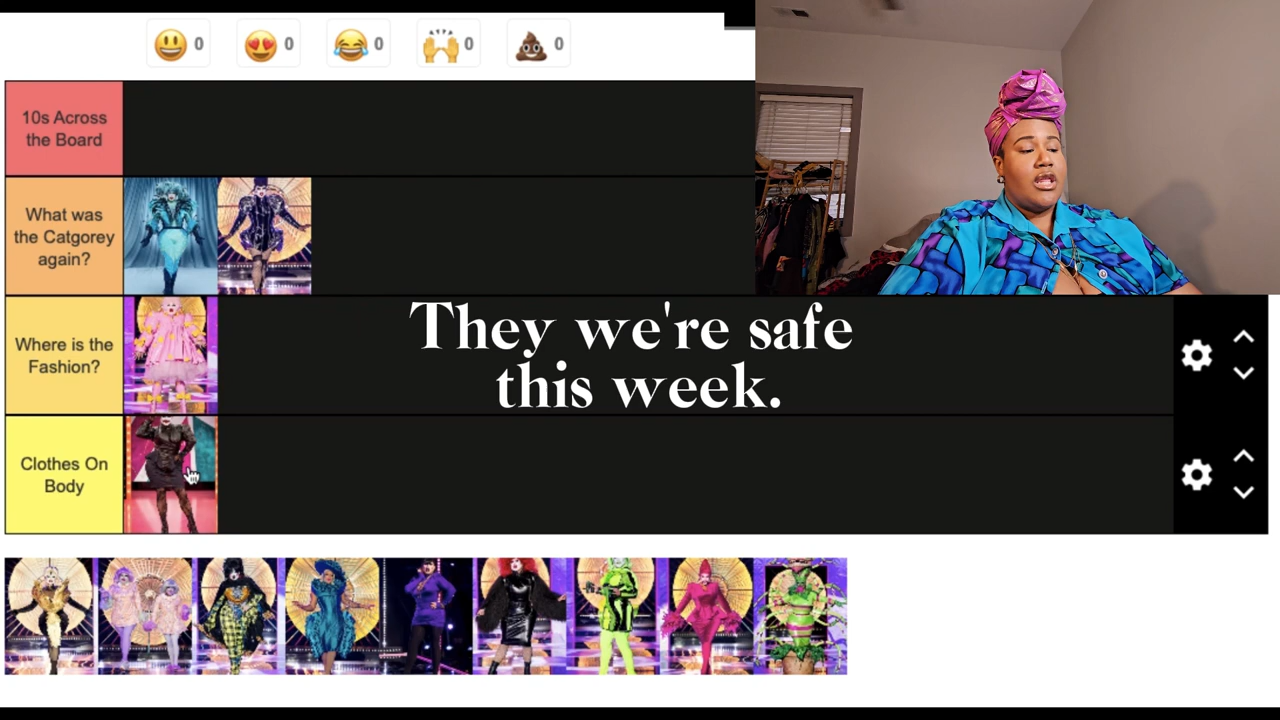 0 0 0 0 0
10s Across
the Board
What was
the Catgorey
again?
Where is the
Fashion?
They we're safe
this week.
Clothes On
Body